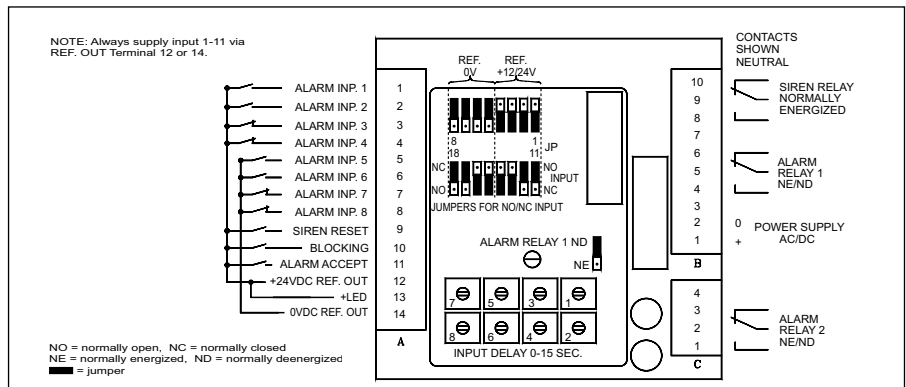 NOTE: Always supply input 1-11 via
REF. OUT Terminal 12 or 14.
ALARM INP. 1 1
ALARM INP. 2 2
ALARM INP. 3 3
ALARM INP. 4 4
ALARM INP. 5 5
ALARM INP. 6 6
ALARM INP. 7 7
ALARM INP. 8 8
SIREN RESET 9
BLOCKING 10
ALARM ACCEPT 11
+24VDC REF. OUT 12
+LED 13
0VDC REF. OUT 14
A
NO = normally open, NC = normally closed
NE = normally energized, ND = normally deenergized
= jumper
REF.
0V
REF.
+12/24V
8 1
18 11
JP
NC NO
INPUT
NO NC
JUMPERS FOR NO/NC INPUT
ALARM RELAY 1 ND
NE
7 5 3 1
8 6 4 2
INPUT DELAY 0-15 SEC.
CONTACTS
SHOWN
NEUTRAL
10
9
8
7
6
5
4
3
2
1
B
SIREN RELAY
NORMALLY
ENERGIZED
ALARM
RELAY 1
NE/ND
0
+
POWER SUPPLY
AC/DC
4
3
2
1
C
ALARM
RELAY 2
NE/ND